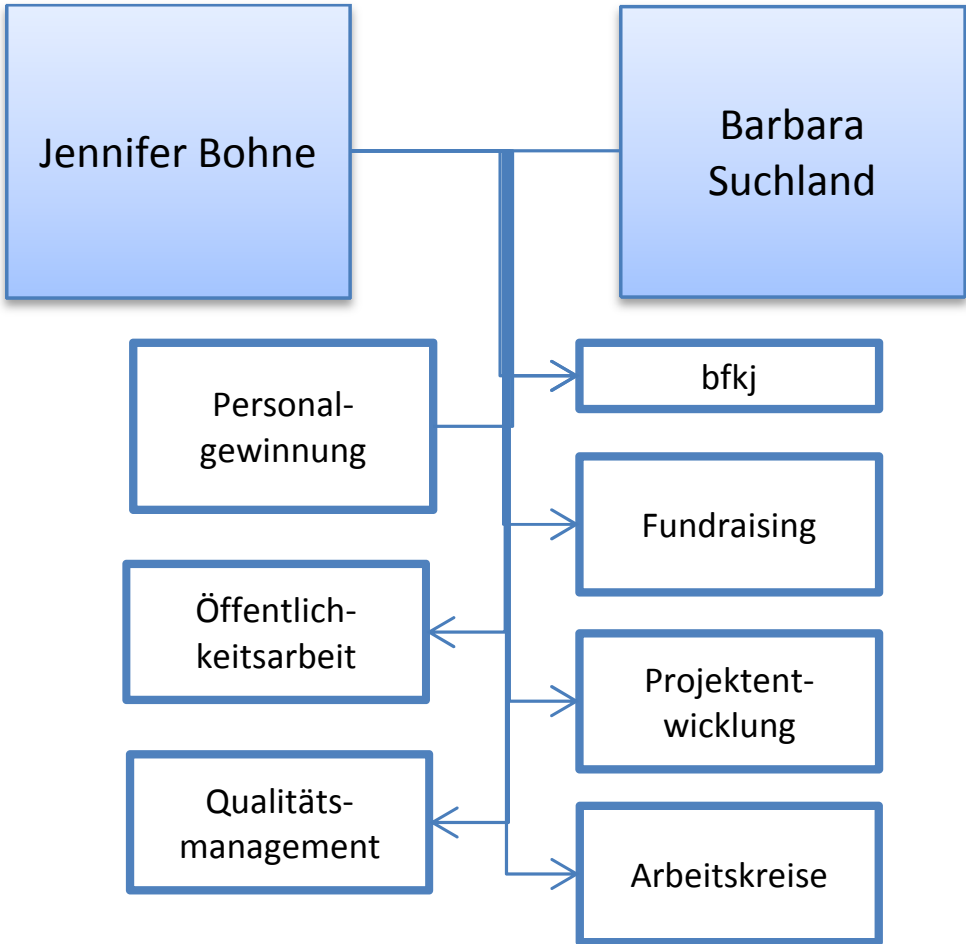 Jennifer Bohne
Barbara
Suchland
Personal-
gewinnung
bfkj
Fundraising
Öffentlich-
keitsarbeit
Projektent-
wicklung
Qualitäts-
management
Arbeitskreise